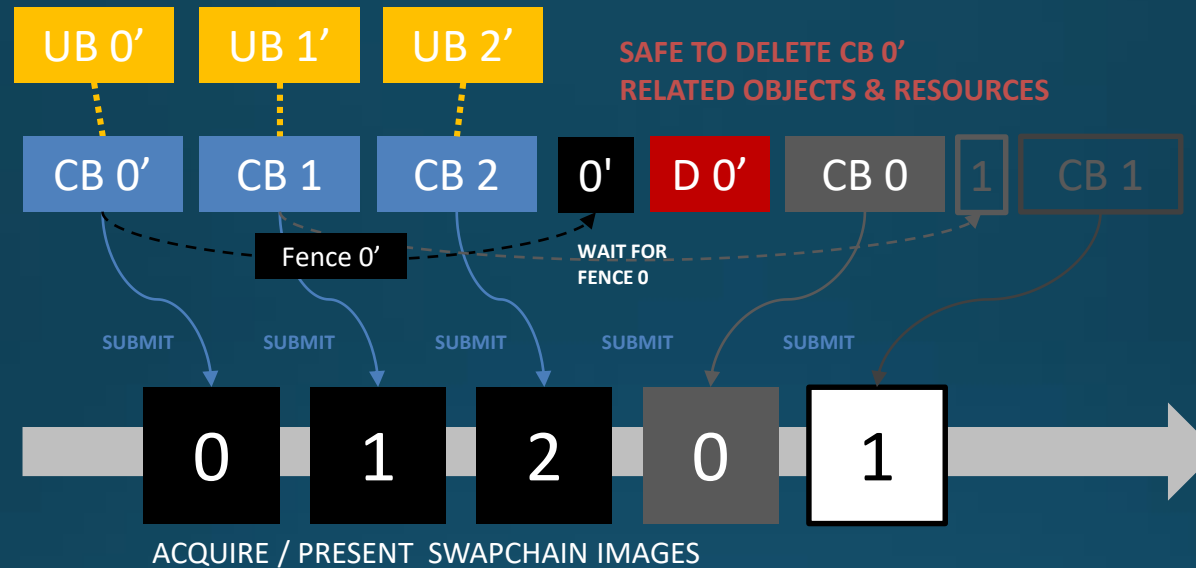 UB 0’
UB 1’
UB 2’
SAFE TO DELETE CB 0’
RELATED OBJECTS & RESOURCES
CB 0’
CB 1
CB 2
0'
D 0’
CB 0
1
CB 1
Fence 0’
WAIT FOR
FENCE 0
SUBMIT
SUBMIT
SUBMIT
SUBMIT
SUBMIT
0
1
2
0
1
ACQUIRE / PRESENT SWAPCHAIN IMAGES